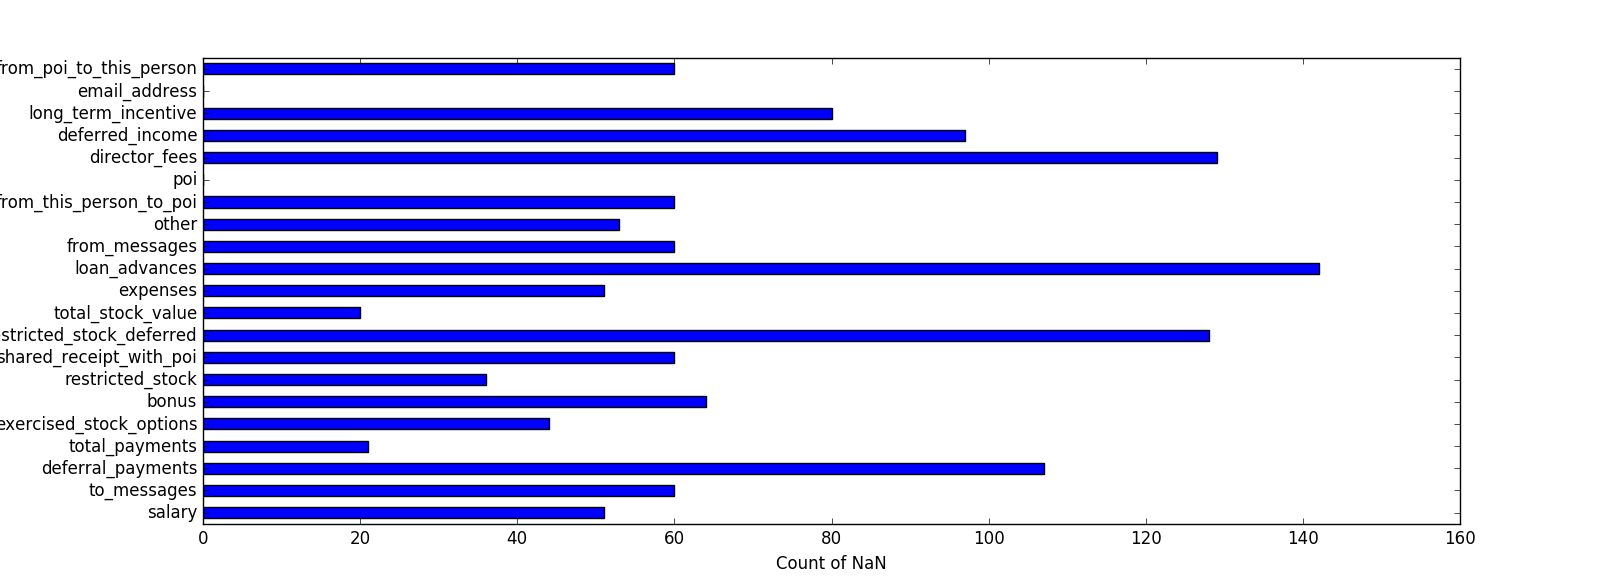 from_poi_to_this_person
email_address
long_term_incentive
deferred_income
director_fees
poi
from_this_person_to_poi
other
from_messages
loan_advances
expenses
total_stock_value
estricted_stock_deferred
shared_receipt_with_poi
restricted_stock
bonus
exercised_stock_options
total_payments
deferral_payments
to_messages
salary
0 20 40 60 80 100 120 140 160
Count of NaN